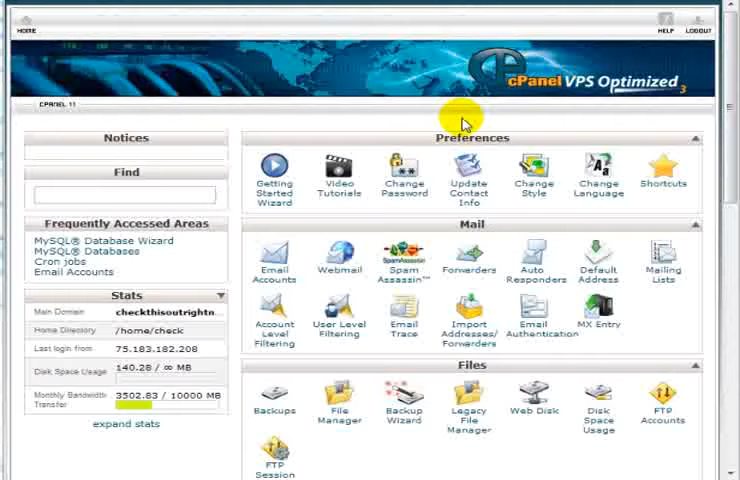 HOME
HELP
LOGOUT
cPanel VPS Optimized 3
CPANEL 11
Notices
Find
Frequently Accessed Areas
MySQL® Database Wizard
MySQL® Databases
Cron jobs
Email Accounts
Stats
Main Domain checkthisoutrightn...
Home Directory /home/check
Last login from 75.183.182.208
Disk Space Usage 140.28 / ∞ MB
Monthly Bandwidth Transfer 3502.83 / 10000 MB
expand stats
Preferences
Getting Started Wizard
Video Tutorials
Change Password
Update Contact Info
Change Style
Change Language
Shortcuts
Mail
Email Accounts
Webmail
SpamAssassin
Spam Assassin™
Forwarders
Auto Responders
Default Address
Mailing Lists
Account Level Filtering
User Level Filtering
Email Trace
Import Addresses/ Forwarders
Email Authentication
MX Entry
Files
Backups
File Manager
Backup Wizard
Legacy File Manager
Web Disk
Disk Space Usage
FTP Accounts
FTP Session